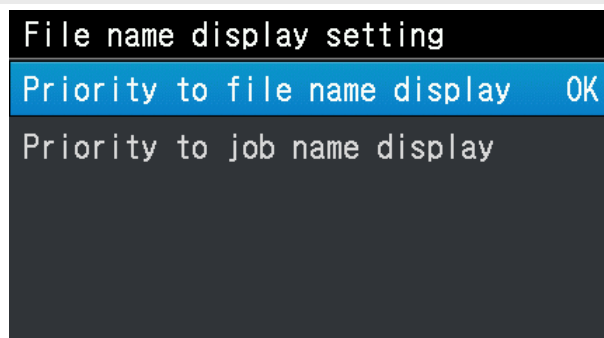 File name display setting
Priority to file name display OK
Priority to job name display